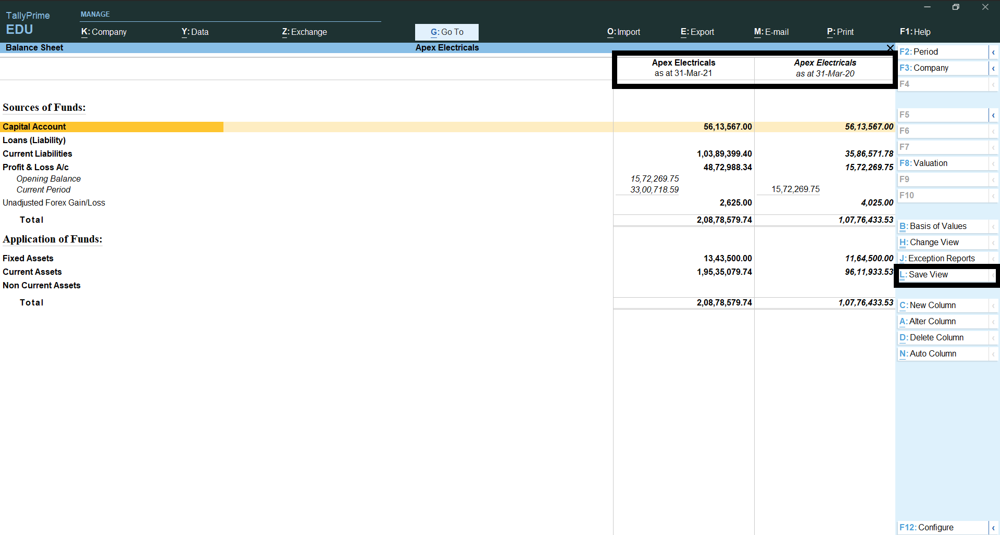 TallyPrime
EDU
MANAGE
K: Company
Y: Data
Z: Exchange
G: Go To
O: Import
E: Export
M: E-mail
P: Print
F1: Help
Balance Sheet
Apex Electricals
Apex Electricals
as at 31-Mar-21
Apex Electricals
as at 31-Mar-20
Sources of Funds:
Capital Account 56,13,567.00 56,13,567.00
Loans (Liability)
Current Liabilities 1,03,89,399.40 35,86,571.78
Profit & Loss A/c 48,72,988.34 15,72,269.75
Opening Balance 15,72,269.75
Current Period 33,00,718.59 15,72,269.75
Unadjusted Forex Gain/Loss 2,625.00 4,025.00
Total 2,08,78,579.74 1,07,76,433.53
Application of Funds:
Fixed Assets 13,43,500.00 11,64,500.00
Current Assets 1,95,35,079.74 96,11,933.53
Non Current Assets
Total 2,08,78,579.74 1,07,76,433.53
F2: Period
F3: Company
F4
F5
F6
F7
F8: Valuation
F9
F10
B: Basis of Values
H: Change View
J: Exception Reports
L: Save View
C: New Column
A: Alter Column
D: Delete Column
N: Auto Column
F12: Configure